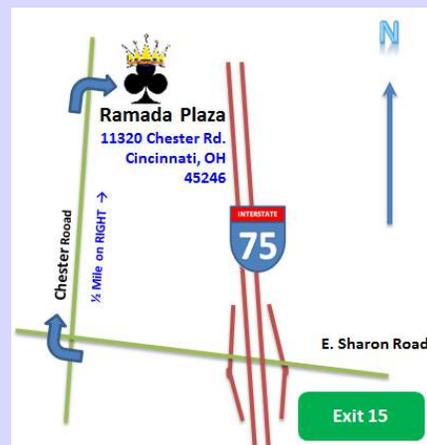 N
Ramada Plaza
11320 Chester Rd.
Cincinnati, OH
45246
INTERSTATE
75
Chester Rooad
½ Mile on RIGHT →
E. Sharon Road
Exit 15